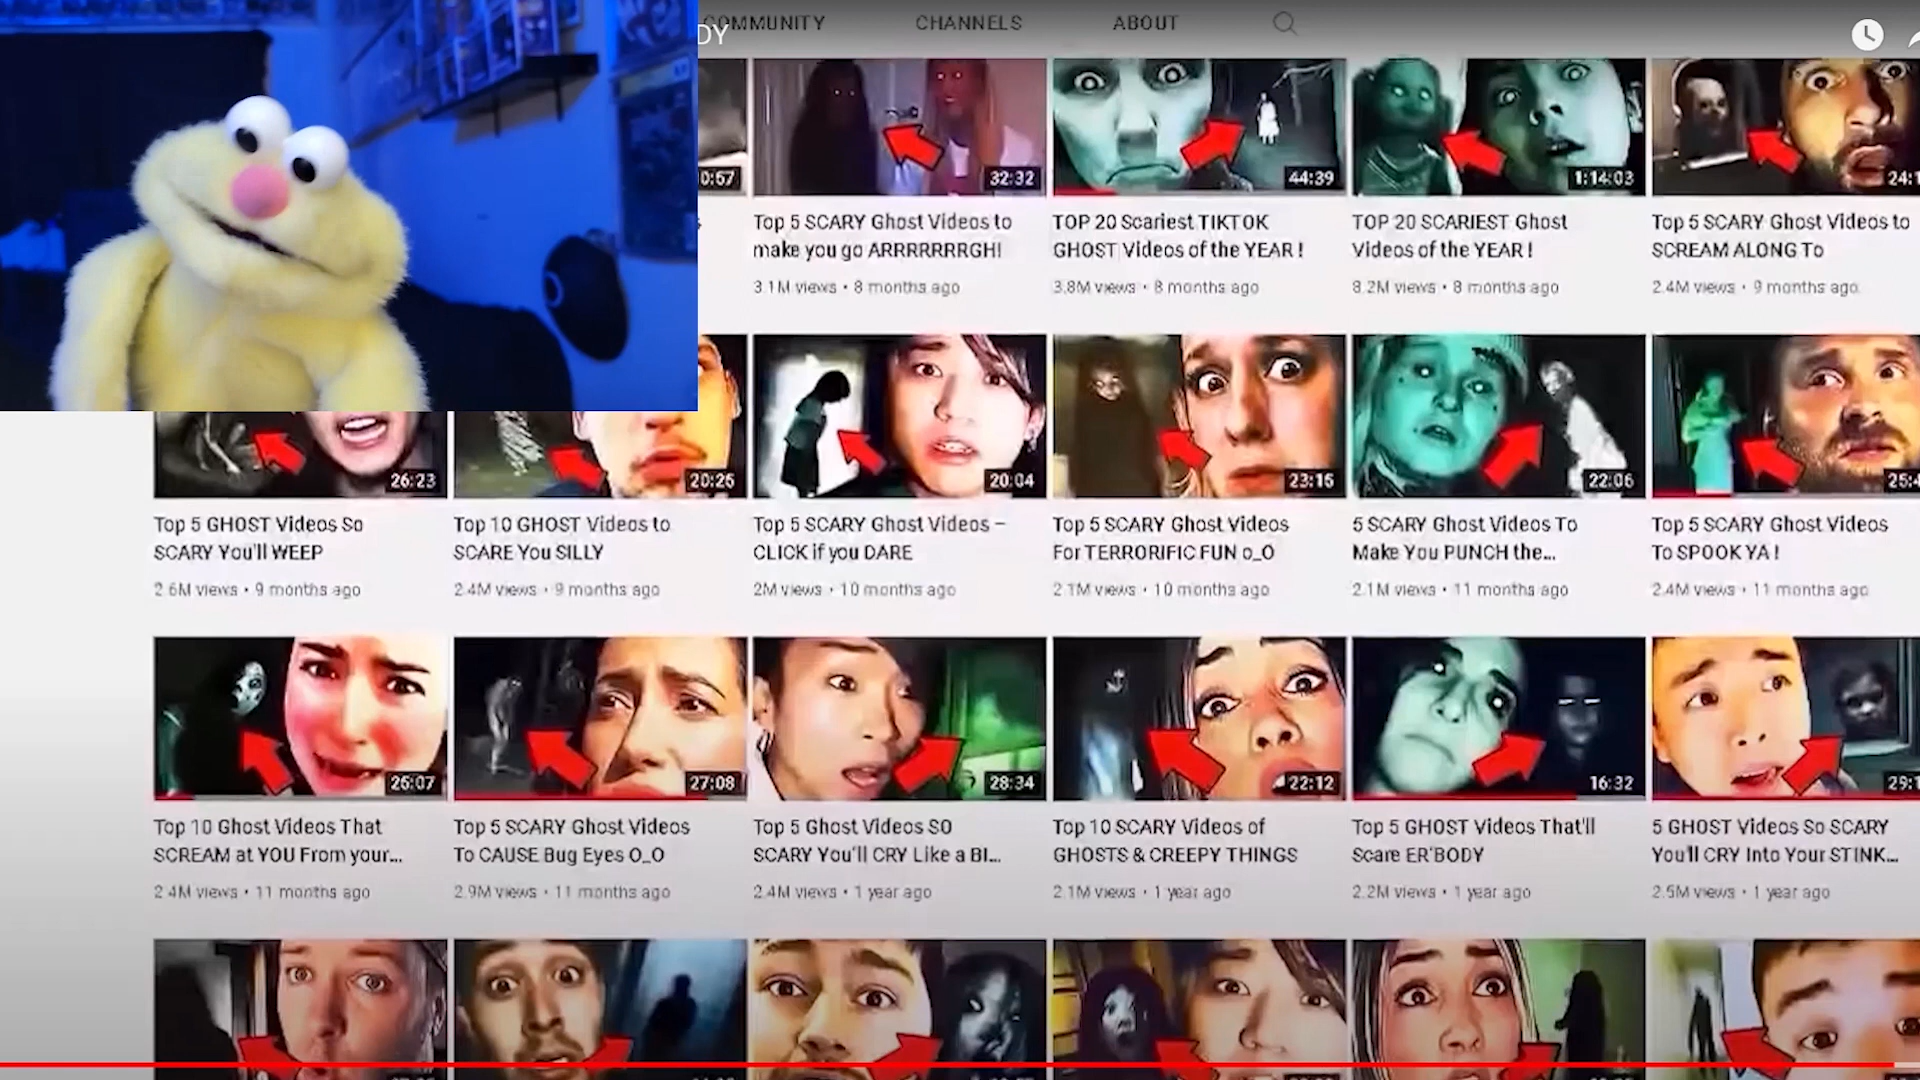 COMMUNITY CHANNELS ABOUT
DY
0:57
32:32
44:39
1:14:03
24:1
Top 5 SCARY Ghost Videos to
make you go ARRRRRRRGH!
3.1M views • 8 months ago
TOP 20 Scariest TIKTOK
GHOST Videos of the YEAR !
3.8M views • 8 months ago
TOP 20 SCARIEST Ghost
Videos of the YEAR !
8.2M views • 8 months ago
Top 5 SCARY Ghost Videos to
SCREAM ALONG To
2.4M views • 9 months ago
26:23
20:25
20:04
23:16
22:06
25:4
Top 5 GHOST Videos So
SCARY You'll WEEP
2.6M views • 9 months ago
Top 10 GHOST Videos to
SCARE You SILLY
2.4M views • 9 months ago
Top 5 SCARY Ghost Videos –
CLICK if you DARE
2M views • 10 months ago
Top 5 SCARY Ghost Videos
For TERRORIFIC FUN o_O
2.1M views • 10 months ago
5 SCARY Ghost Videos To
Make You PUNCH the...
2.1M views • 11 months ago
Top 5 SCARY Ghost Videos
To SPOOK YA !
2.4M views • 11 months ago
25:07
27:08
28:34
22:12
16:32
29:1
Top 10 Ghost Videos That
SCREAM at YOU From your...
2.4M views • 11 months ago
Top 5 SCARY Ghost Videos
To CAUSE Bug Eyes O_O
2.9M views • 11 months ago
Top 5 Ghost Videos SO
SCARY You'll CRY Like a BI...
2.4M views • 1 year ago
Top 10 SCARY Videos of
GHOSTS & CREEPY THINGS
2.1M views • 1 year ago
Top 5 GHOST Videos That'll
Scare ER'BODY
2.2M views • 1 year ago
5 GHOST Videos So SCARY
You'll CRY Into Your STINK...
2.5M views • 1 year ago